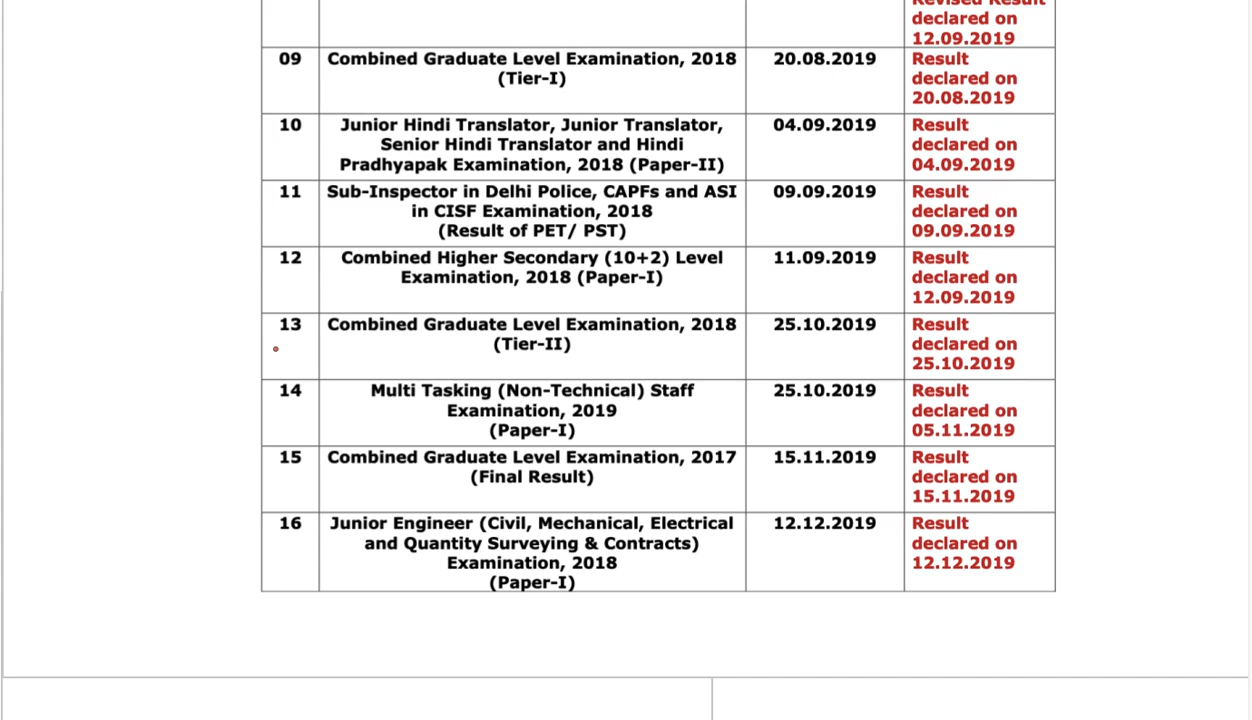 Revised Result
declared on
12.09.2019
09 Combined Graduate Level Examination, 2018 20.08.2019 Result
(Tier-I) declared on
20.08.2019
10 Junior Hindi Translator, Junior Translator, 04.09.2019 Result
Senior Hindi Translator and Hindi declared on
Pradhyapak Examination, 2018 (Paper-II) 04.09.2019
11 Sub-Inspector in Delhi Police, CAPFs and ASI 09.09.2019 Result
in CISF Examination, 2018 declared on
(Result of PET/ PST) 09.09.2019
12 Combined Higher Secondary (10+2) Level 11.09.2019 Result
Examination, 2018 (Paper-I) declared on
12.09.2019
13 Combined Graduate Level Examination, 2018 25.10.2019 Result
(Tier-II) declared on
25.10.2019
14 Multi Tasking (Non-Technical) Staff 25.10.2019 Result
Examination, 2019 declared on
(Paper-I) 05.11.2019
15 Combined Graduate Level Examination, 2017 15.11.2019 Result
(Final Result) declared on
15.11.2019
16 Junior Engineer (Civil, Mechanical, Electrical 12.12.2019 Result
and Quantity Surveying & Contracts) declared on
Examination, 2018 12.12.2019
(Paper-I)